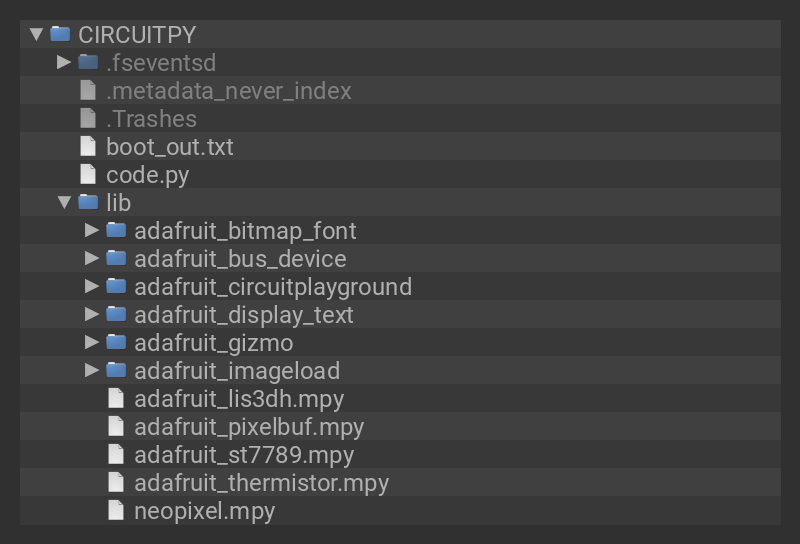 CIRCUITPY
.fseventsd
.metadata_never_index
.Trashes
boot_out.txt
code.py
lib
adafruit_bitmap_font
adafruit_bus_device
adafruit_circuitplayground
adafruit_display_text
adafruit_gizmo
adafruit_imageload
adafruit_lis3dh.mpy
adafruit_pixelbuf.mpy
adafruit_st7789.mpy
adafruit_thermistor.mpy
neopixel.mpy